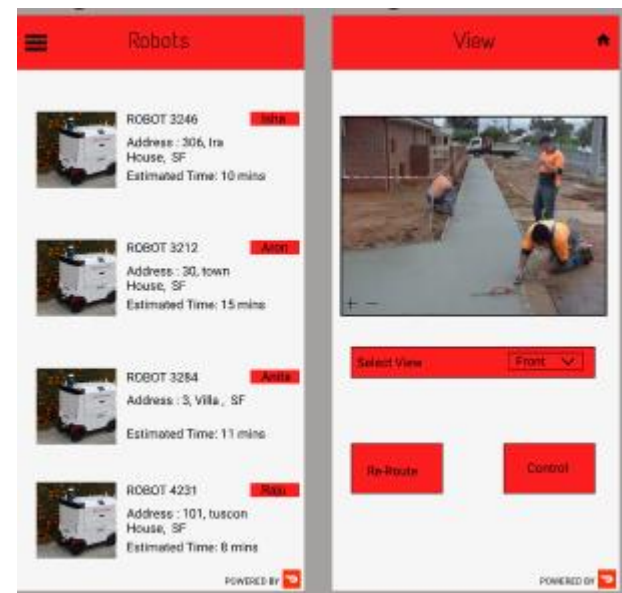 Robots
ROBOT 3246
Isha
Address : 306, Ira
House, SF
Estimated Time: 10 mins
ROBOT 3212
Aron
Address : 30, town
House, SF
Estimated Time: 15 mins
ROBOT 3284
Anita
Address : 3, Villa , SF
Estimated Time: 11 mins
ROBOT 4231
Raju
Address : 101, tuscon
House, SF
Estimated Time: 8 mins
POWERED BY
View
+ −
Select View
Front
Re-Route
Control
POWERED BY